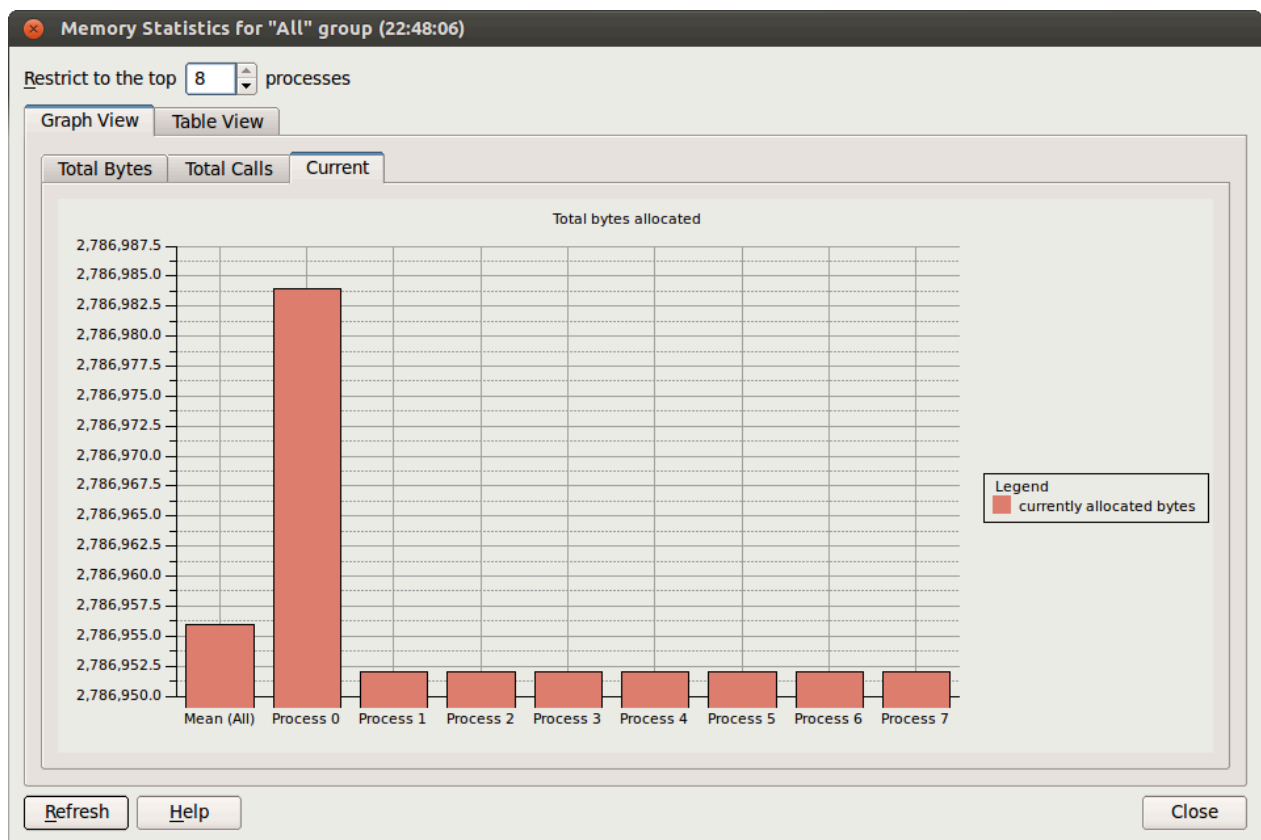 Memory Statistics for "All" group (22:48:06)
Restrict to the top 8 processes
Graph View Table View
Total Bytes Total Calls Current
Total bytes allocated
2,786,987.5
2,786,985.0
2,786,982.5
2,786,980.0
2,786,977.5
2,786,975.0
2,786,972.5
2,786,970.0
2,786,967.5
2,786,965.0
2,786,962.5
2,786,960.0
2,786,957.5
2,786,955.0
2,786,952.5
2,786,950.0
Mean (All) Process 0 Process 1 Process 2 Process 3 Process 4 Process 5 Process 6 Process 7
Legend
currently allocated bytes
Refresh Help Close